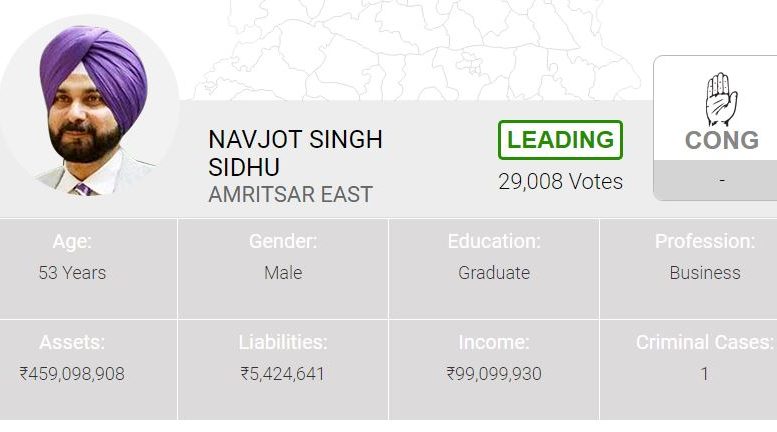 NAVJOT SINGH
SIDHU
AMRITSAR EAST
LEADING
29,008 Votes
CONG
-
Age:
53 Years
Gender:
Male
Education:
Graduate
Profession:
Business
Assets:
₹459,098,908
Liabilities:
₹5,424,641
Income:
₹99,099,930
Criminal Cases:
1